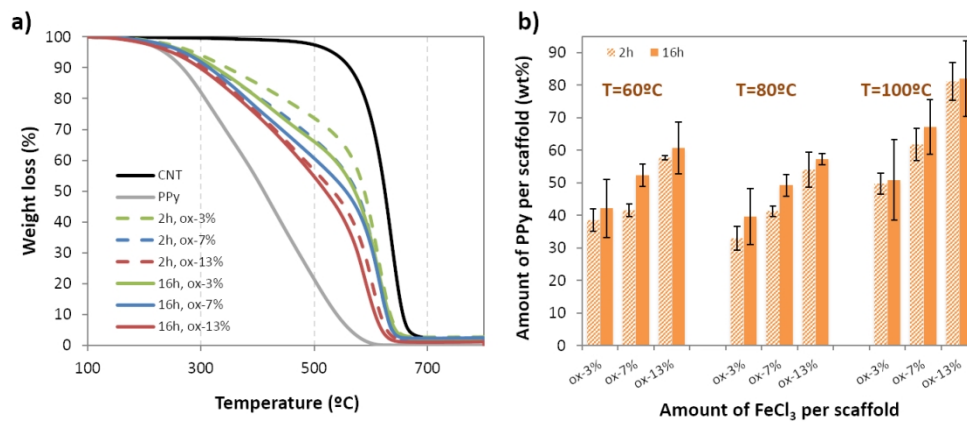 a)
Weight loss (%)
100
90
80
70
60
50
40
30
20
10
0
CNT
PPy
2h, ox-3%
2h, ox-7%
2h, ox-13%
16h, ox-3%
16h, ox-7%
16h, ox-13%
100
300
500
700
Temperature (ºC)
b)
Amount of PPy per scaffold (wt%)
90
80
70
60
50
40
30
20
10
0
2h
16h
T=60ºC
T=80ºC
T=100ºC
ox-3%
ox-7%
ox-13%
ox-3%
ox-7%
ox-13%
ox-3%
ox-7%
ox-13%
Amount of FeCl₃ per scaffold